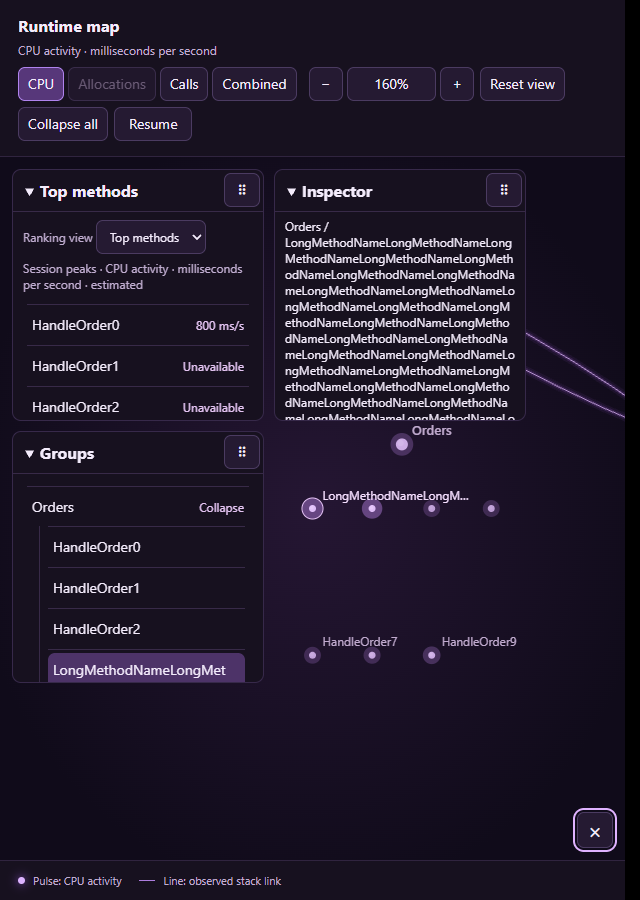 Runtime map
CPU activity · milliseconds per second
CPU Allocations Calls Combined − 160% + Reset view
Collapse all Resume
▼ Top methods
Ranking view Top methods
Session peaks · CPU activity · milliseconds
per second · estimated
HandleOrder0 800 ms/s
HandleOrder1 Unavailable
HandleOrder2 Unavailable
▼ Inspector
Orders /
LongMethodNameLongMethodNameLong
MethodNameLongMethodNameLongMeth
odNameLongMethodNameLongMethodNa
meLongMethodNameLongMethodNameLo
ngMethodNameLongMethodNameLongM
ethodNameLongMethodNameLongMetho
dNameLongMethodNameLongMethodNa
meLongMethodNameLongMethodNameLo
ngMethodNameLongMethodNameLongM
ethodNameLongMethodNameLongMetho
dNameLongMethodNameLongMethodNa
meLongMethodNameLongMethodNameLo
▼ Groups
Orders Collapse
HandleOrder0
HandleOrder1
HandleOrder2
LongMethodNameLongMet
Orders
LongMethodNameLongM...
HandleOrder7 HandleOrder9
×
Pulse: CPU activity Line: observed stack link